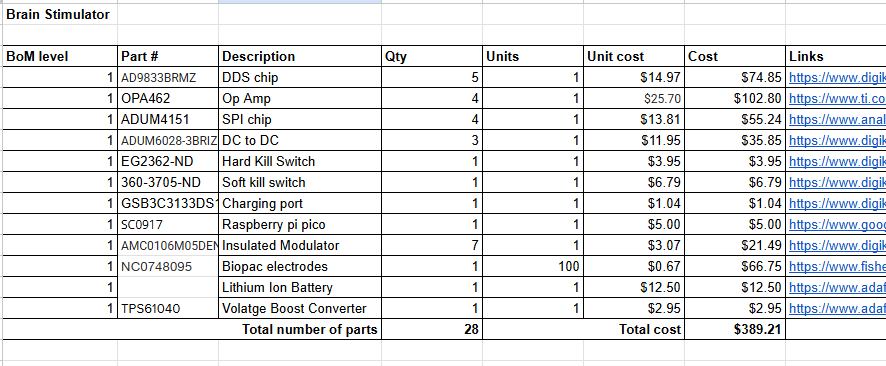 Brain Stimulator
BoM level Part # Description Qty Units Unit cost Cost Links
1 AD9833BRMZ DDS chip 5 1 $14.97 $74.85 https://www.digik
1 OPA462 Op Amp 4 1 $25.70 $102.80 https://www.ti.co
1 ADUM4151 SPI chip 4 1 $13.81 $55.24 https://www.anal
1 ADUM6028-3BRIZ DC to DC 3 1 $11.95 $35.85 https://www.digik
1 EG2362-ND Hard Kill Switch 1 1 $3.95 $3.95 https://www.digik
1 360-3705-ND Soft kill switch 1 1 $6.79 $6.79 https://www.digik
1 GSB3C3133DS1 Charging port 1 1 $1.04 $1.04 https://www.digik
1 SC0917 Raspberry pi pico 1 1 $5.00 $5.00 https://www.goog
1 AMC0106M05DEN Insulated Modulator 7 1 $3.07 $21.49 https://www.digik
1 NC0748095 Biopac electrodes 1 100 $0.67 $66.75 https://www.fishe
1 Lithium Ion Battery 1 1 $12.50 $12.50 https://www.adaf
1 TPS61040 Volatge Boost Converter 1 1 $2.95 $2.95 https://www.adaf
Total number of parts 28 Total cost $389.21